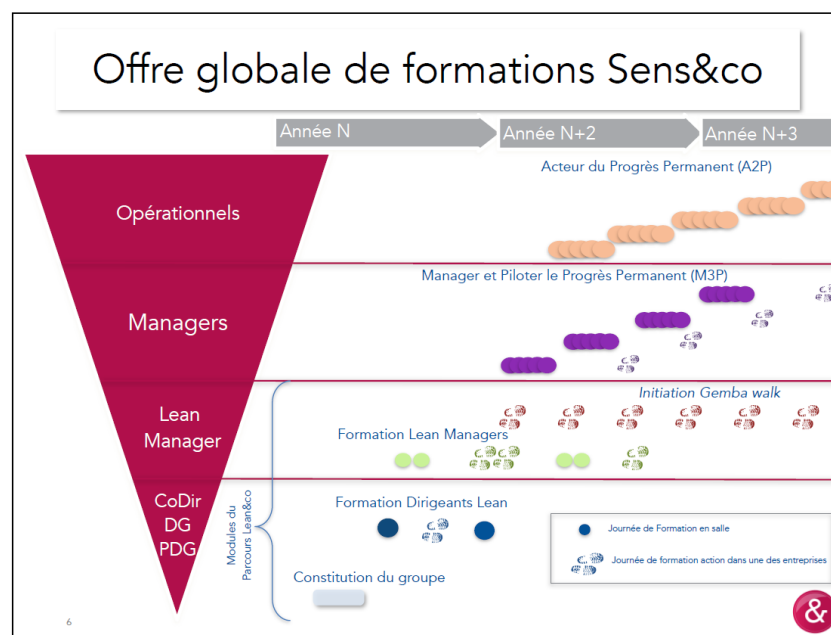 Offre globale de formations Sens&co
Année N
Année N+2
Année N+3
Acteur du Progrès Permanent (A2P)
Opérationnels
Manager et Piloter le Progrès Permanent (M3P)
Managers
Initiation Gemba walk
Lean
Manager
Formation Lean Managers
CoDir
DG
PDG
Modules du
Parcours Lean&co
Formation Dirigeants Lean
Journée de Formation en salle
Journée de formation action dans une des entreprises
Constitution du groupe
6
&